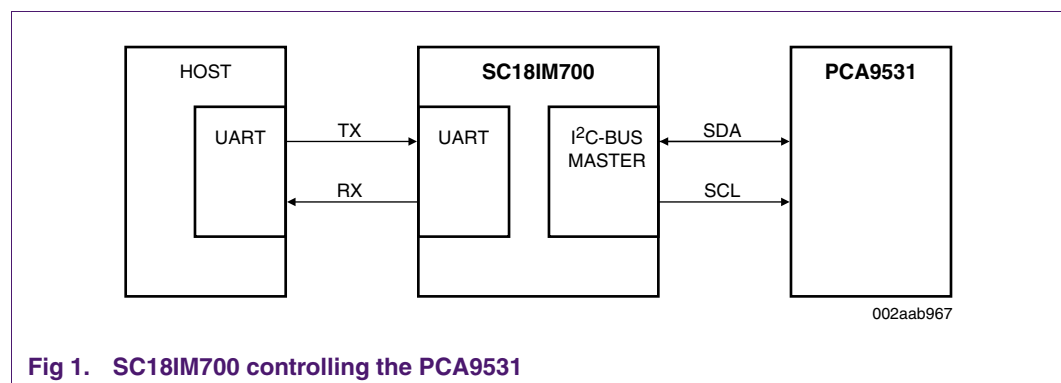 HOST
SC18IM700
PCA9531
UART
TX
UART
I²C-BUS
MASTER
SDA
RX
SCL
002aab967
Fig 1. SC18IM700 controlling the PCA9531